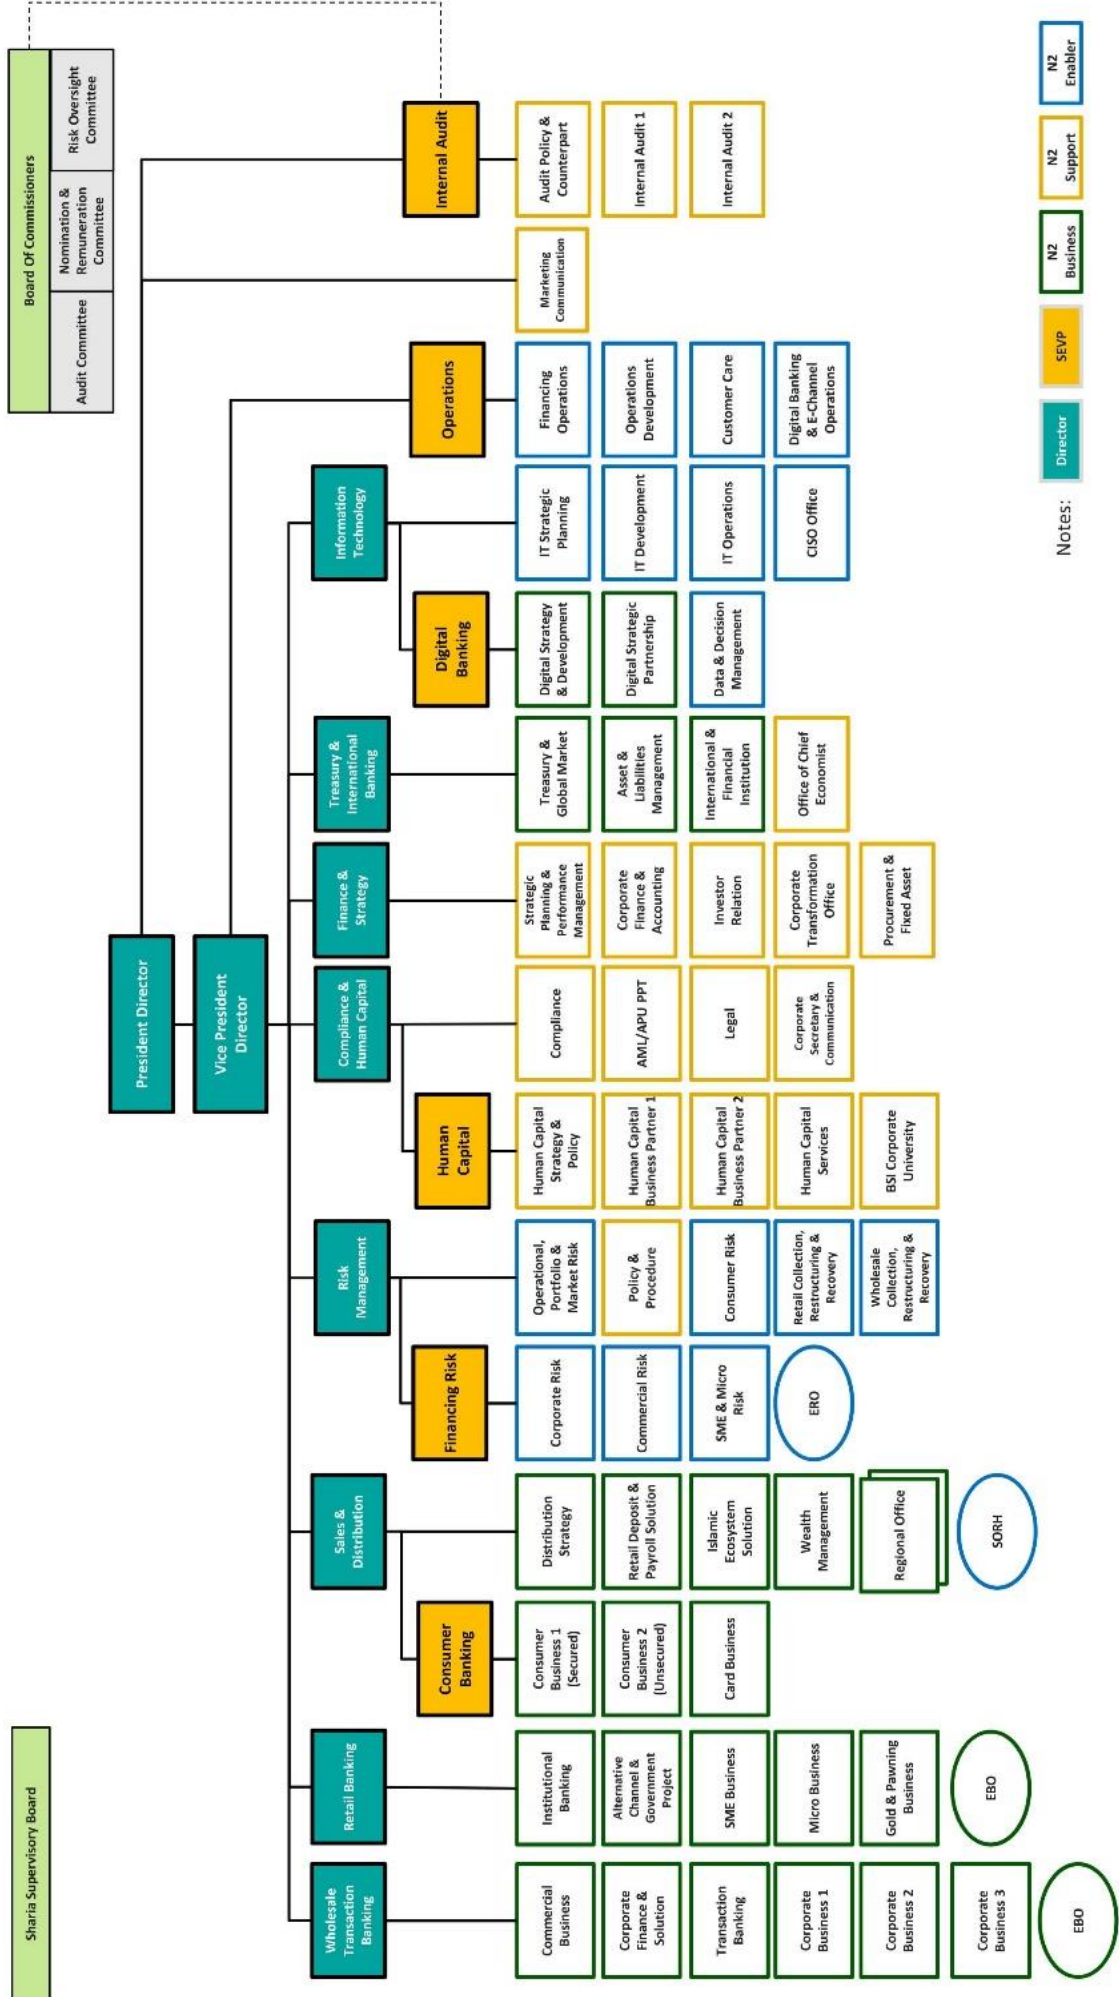 Sharia Supervisory Board
Board Of Commissioners
Audit Committee
Nomination &
Remuneration
Committee
Risk Oversight
Committee
President Director
Vice President
Director
Wholesale
Transaction
Banking
Retail Banking
Sales &
Distribution
Risk
Management
Compliance &
Human Capital
Finance &
Strategy
Treasury &
International
Banking
Information
Technology
Consumer
Banking
Financing Risk
Human
Capital
Digital
Banking
Operations
Internal Audit
Commercial
Business
Corporate
Finance &
Solution
Transaction
Banking
Corporate
Business 1
Corporate
Business 2
Corporate
Business 3
EBO
Institutional
Banking
Alternative
Channel &
Government
Project
SME Business
Micro Business
Gold & Pawning
Business
EBO
Consumer
Business 1
(Secured)
Consumer
Business 2
(Unsecured)
Card Business
Distribution
Strategy
Retail Deposit &
Payroll Solution
Islamic
Ecosystem
Solution
Wealth
Management
Regional Office
SORH
Corporate Risk
Commercial Risk
SME & Micro
Risk
ERO
Operational,
Portfolio &
Market Risk
Policy &
Procedure
Consumer Risk
Retail Collection,
Restructuring &
Recovery
Wholesale
Collection,
Restructuring &
Recovery
Human Capital
Strategy &
Policy
Human Capital
Business Partner 1
Human Capital
Business Partner 2
Human Capital
Services
BSI Corporate
University
Compliance
AML/APU PPT
Legal
Corporate
Secretary &
Communication
Strategic
Planning &
Performance
Management
Corporate
Finance &
Accounting
Investor
Relation
Corporate
Transformation
Office
Procurement &
Fixed Asset
Treasury &
Global Market
Asset &
Liabilities
Management
International &
Financial
Institution
Office of Chief
Economist
Digital Strategy
& Development
Digital Strategic
Partnership
Data & Decision
Management
IT Strategic
Planning
IT Development
IT Operations
CISO Office
Financing
Operations
Operations
Development
Customer Care
Digital Banking
& E-Channel
Operations
Marketing
Communication
Audit Policy &
Counterpart
Internal Audit 1
Internal Audit 2
Notes:
Director
SEVP
N2
Business
N2
Support
N2
Enabler